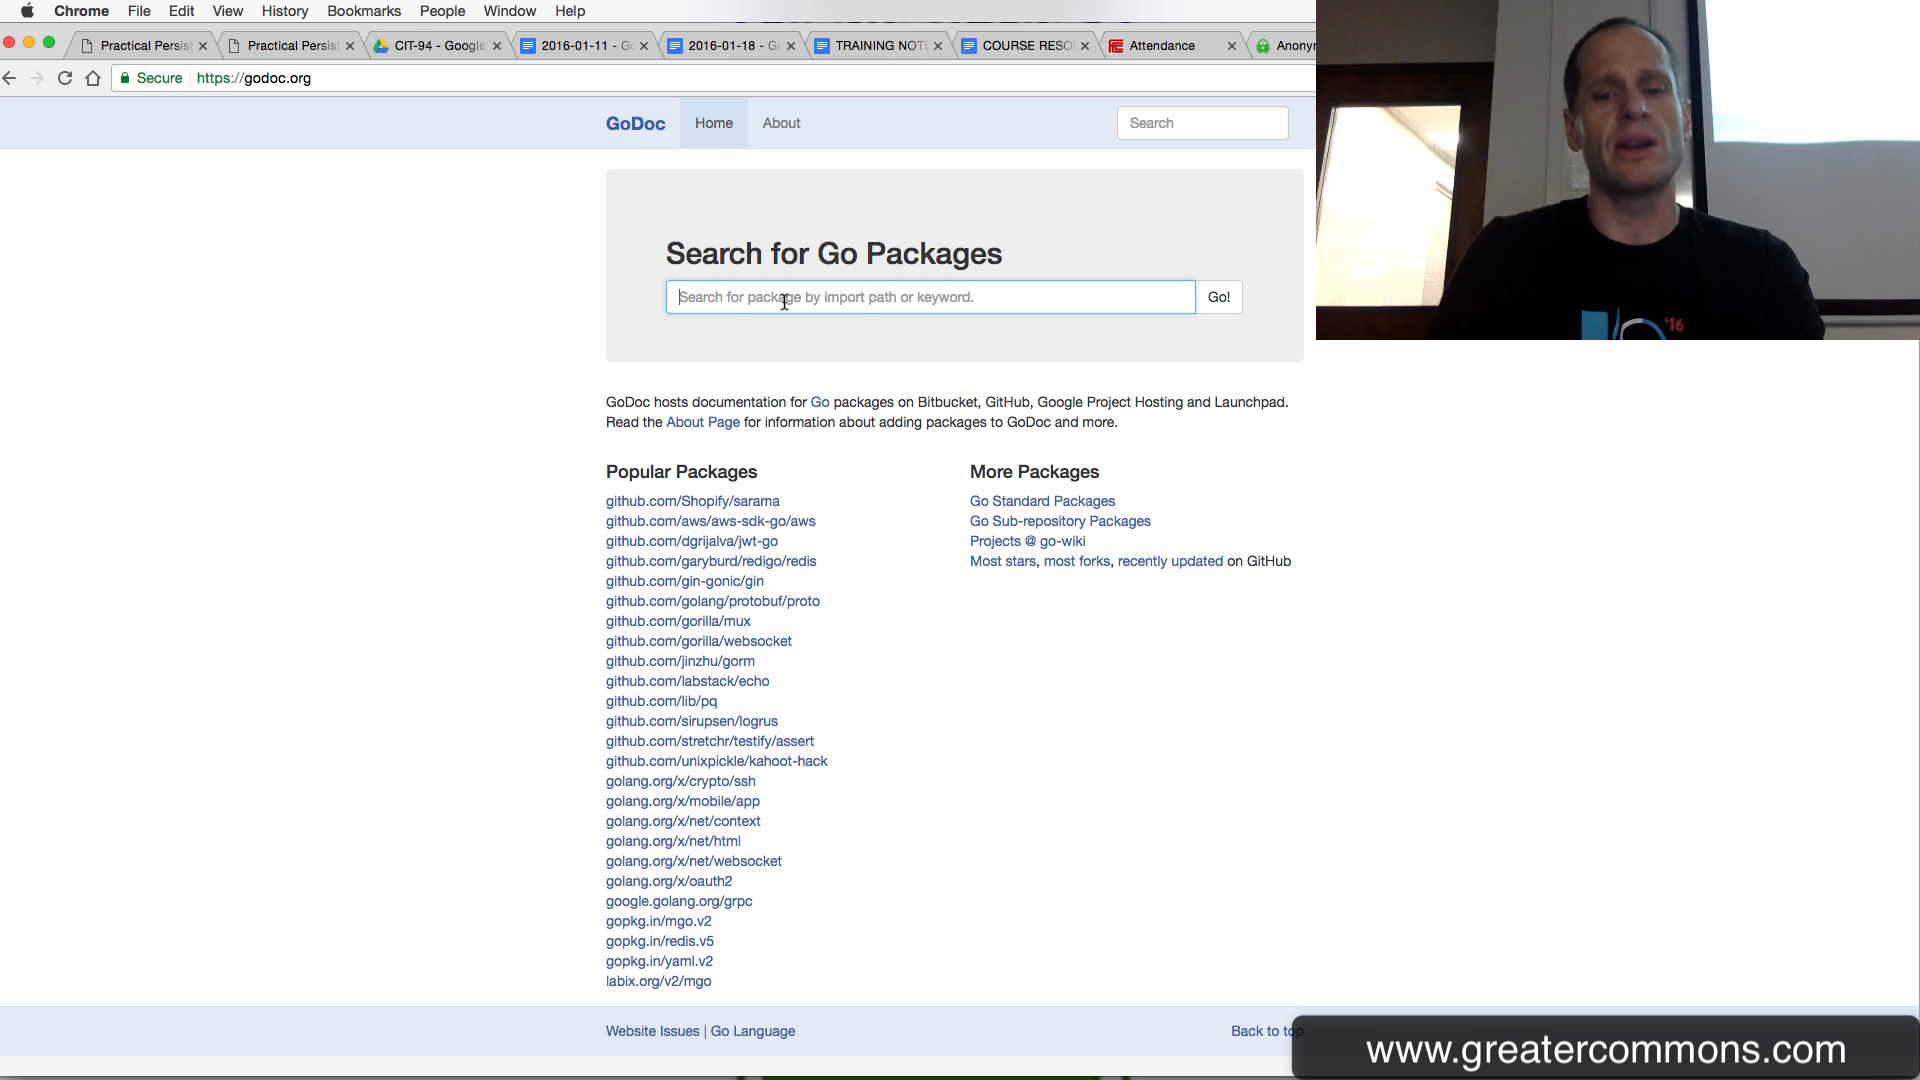 Chrome File Edit View History Bookmarks People Window Help
Practical Persist
Practical Persist
CIT-94 - Google
2016-01-11 - Go
2016-01-18 - Go
TRAINING NOT
COURSE RESO
Attendance
Anonym
Secure https://godoc.org
GoDoc Home About Search
Search for Go Packages
Search for package by import path or keyword. Go!
GoDoc hosts documentation for Go packages on Bitbucket, GitHub, Google Project Hosting and Launchpad.
Read the About Page for information about adding packages to GoDoc and more.
Popular Packages
github.com/Shopify/sarama
github.com/aws/aws-sdk-go/aws
github.com/dgrijalva/jwt-go
github.com/garyburd/redigo/redis
github.com/gin-gonic/gin
github.com/golang/protobuf/proto
github.com/gorilla/mux
github.com/gorilla/websocket
github.com/jinzhu/gorm
github.com/labstack/echo
github.com/lib/pq
github.com/sirupsen/logrus
github.com/stretchr/testify/assert
github.com/unixpickle/kahoot-hack
golang.org/x/crypto/ssh
golang.org/x/mobile/app
golang.org/x/net/context
golang.org/x/net/html
golang.org/x/net/websocket
golang.org/x/oauth2
google.golang.org/grpc
gopkg.in/mgo.v2
gopkg.in/redis.v5
gopkg.in/yaml.v2
labix.org/v2/mgo
More Packages
Go Standard Packages
Go Sub-repository Packages
Projects @ go-wiki
Most stars, most forks, recently updated on GitHub
Website Issues | Go Language
Back to top
I/O '16
www.greatercommons.com